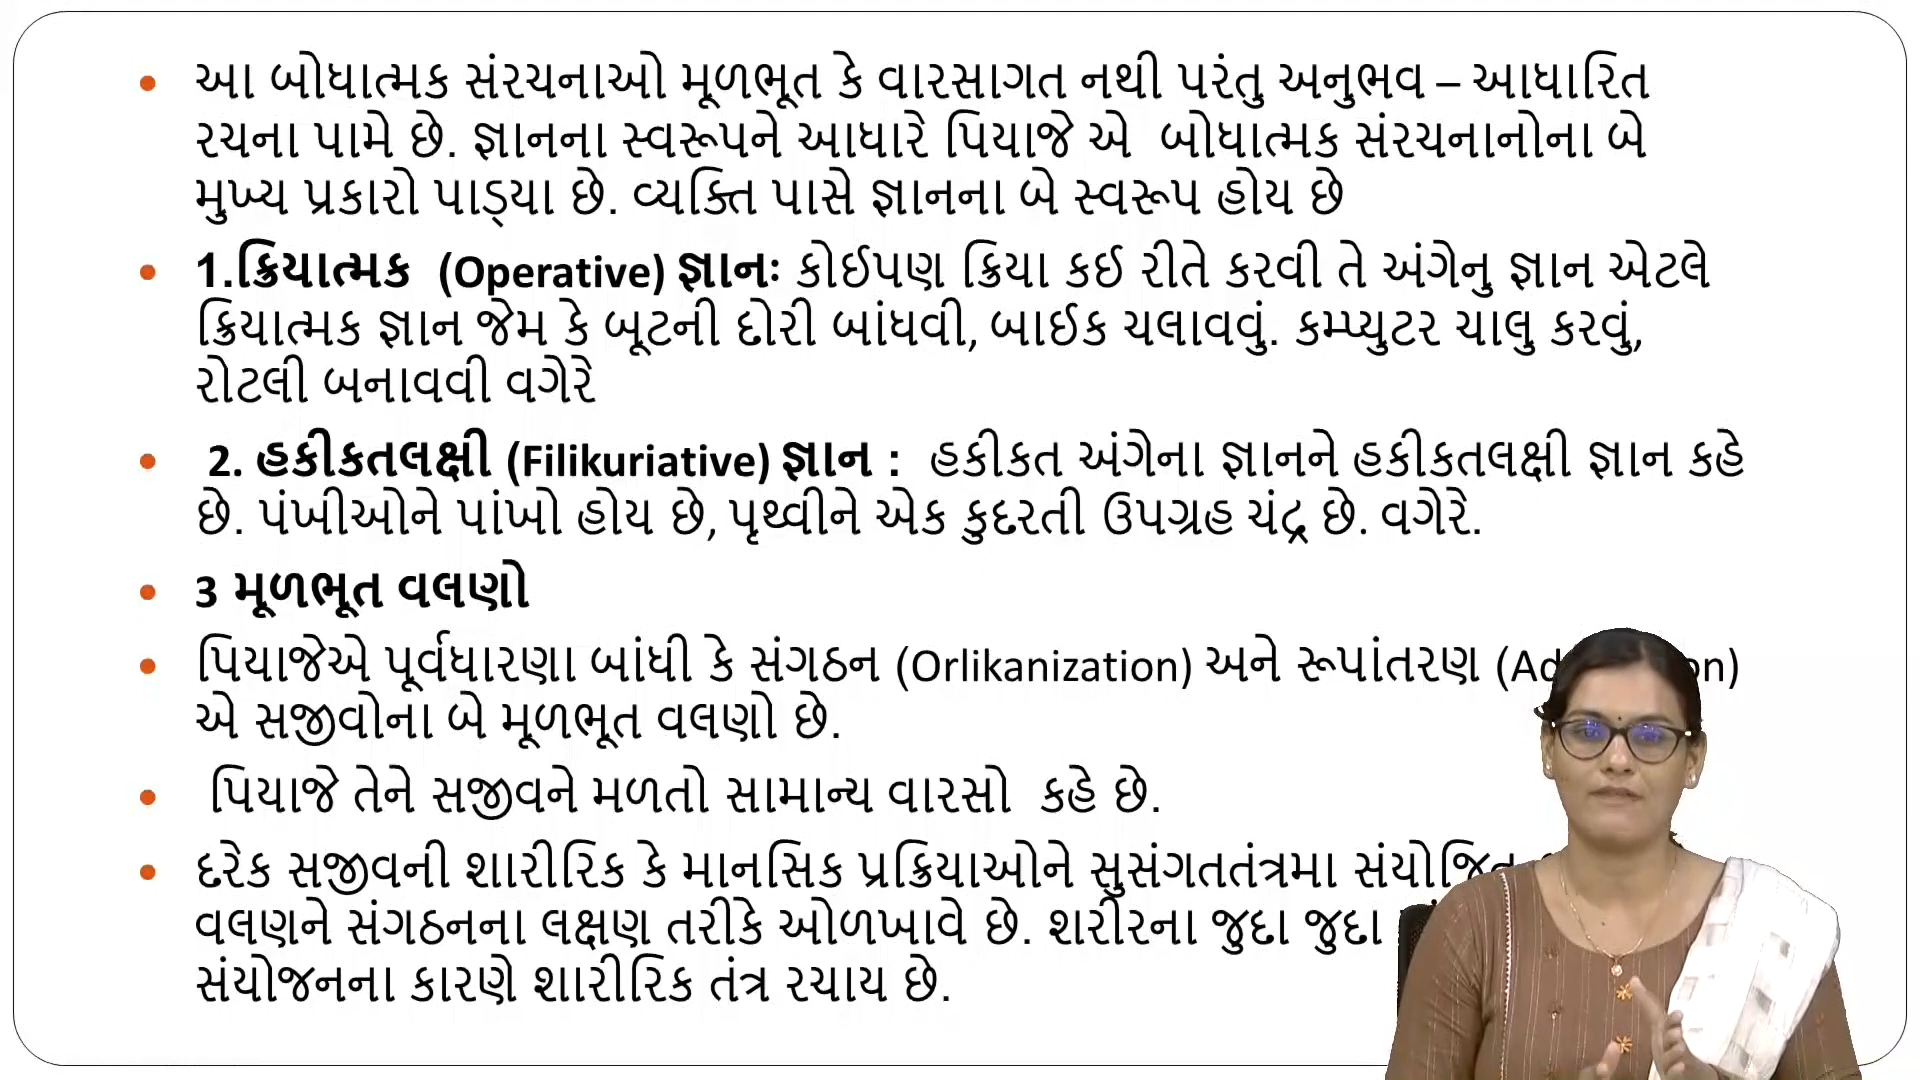 આ બોધાત્મક સંરચનાઓ મૂળભૂત કે વારસાગત નથી પરંતુ અનુભવ – આધારિત
રચના પામે છે. જ્ઞાનના સ્વરૂપને આધારે પિયાજે એ બોધાત્મક સંરચનાનોના બે
મુખ્ય પ્રકારો પાડ્યા છે. વ્યક્તિ પાસે જ્ઞાનના બે સ્વરૂપ હોય છે
1.ક્રિયાત્મક (Operative) જ્ઞાનઃ કોઈપણ ક્રિયા કઈ રીતે કરવી તે અંગેનુ જ્ઞાન એટલે
ક્રિયાત્મક જ્ઞાન જેમ કે બૂટની દોરી બાંધવી, બાઈક ચલાવવું. કમ્પ્યુટર ચાલુ કરવું,
રોટલી બનાવવી વગેરે
2. હકીકતલક્ષી (Filikuriative) જ્ઞાન : હકીકત અંગેના જ્ઞાનને હકીકતલક્ષી જ્ઞાન કહે
છે. પંખીઓને પાંખો હોય છે, પૃથ્વીને એક કુદરતી ઉપગ્રહ ચંદ્ર છે. વગેરે.
3 મૂળભૂત વલણો
પિયાજેએ પૂર્વધારણા બાંધી કે સંગઠન (Orlikanization) અને રૂપાંતરણ
એ સજીવોના બે મૂળભૂત વલણો છે.
પિયાજે તેને સજીવને મળતો સામાન્ય વારસો કહે છે.
દરેક સજીવની શારીરિક કે માનસિક પ્રક્રિયાઓને સુસંગતતંત્રમા
વલણને સંગઠનના લક્ષણ તરીકે ઓળખાવે છે. શરીરના જુદા જુદા
સંયોજનના કારણે શારીરિક તંત્ર રચાય છે.